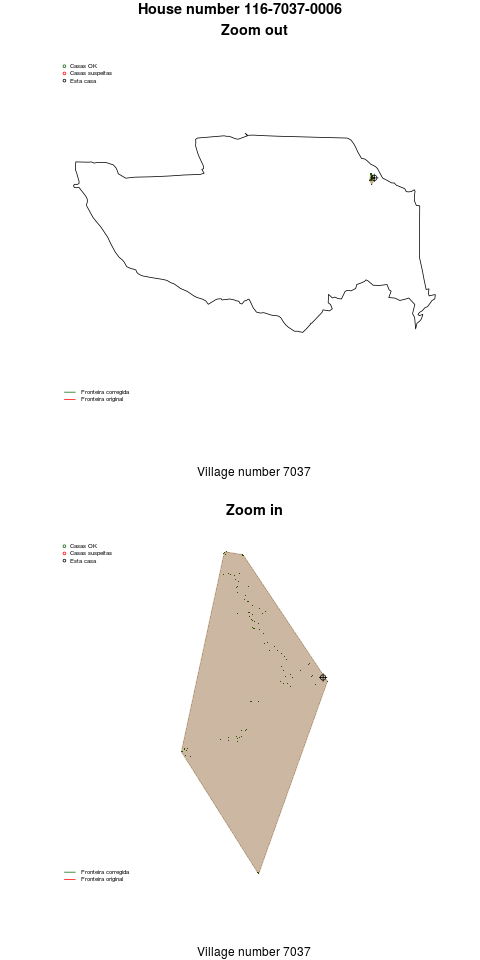 House number 116-7037-0006
Zoom out
Casas OK
Casas suspeitas
Esta casa
Fronteira corregida
Fronteira original
Village number 7037
Zoom in
Casas OK
Casas suspeitas
Esta casa
Fronteira corregida
Fronteira original
Village number 7037